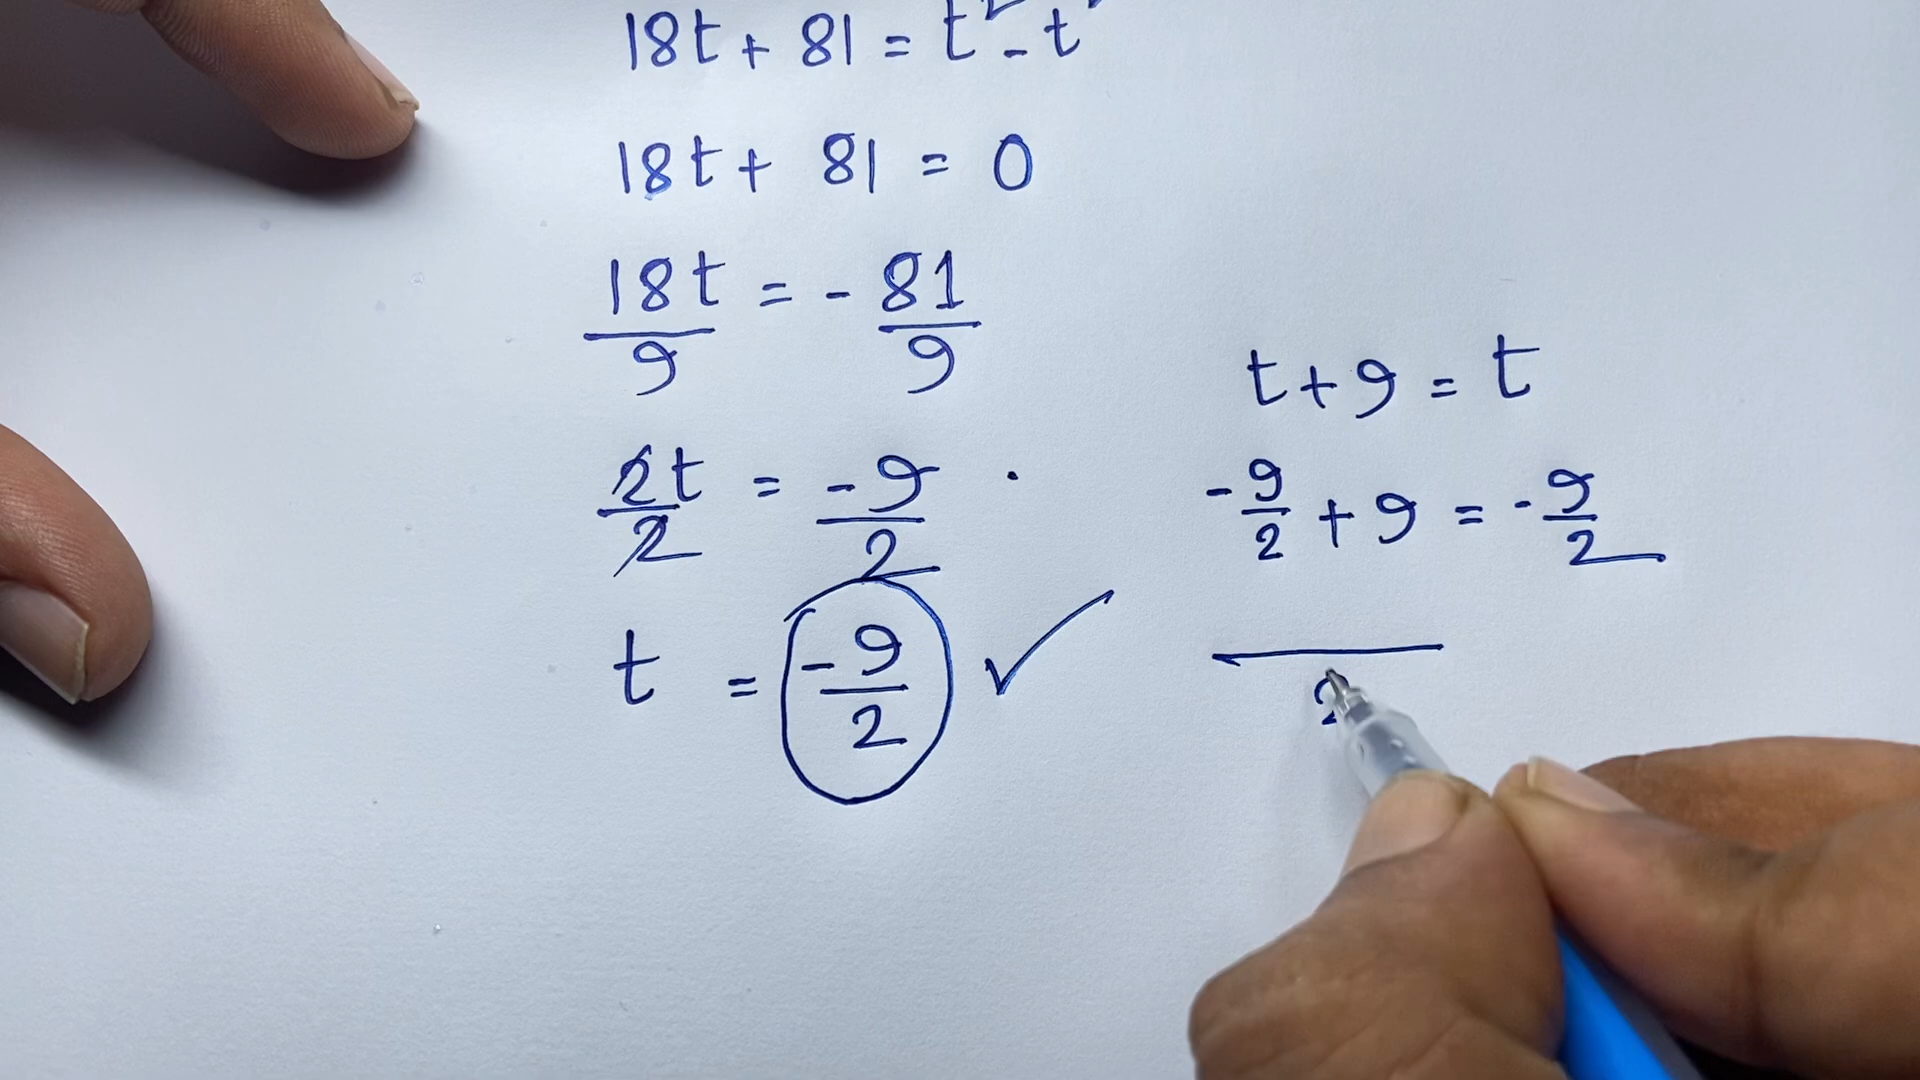 18t + 81 = t² - t²
18t + 81 = 0
18t/9 = - 81/9
2t/2 = -9/2 .
t = -9/2 ✓
t + 9 = t
-9/2 + 9 = -9/2
2